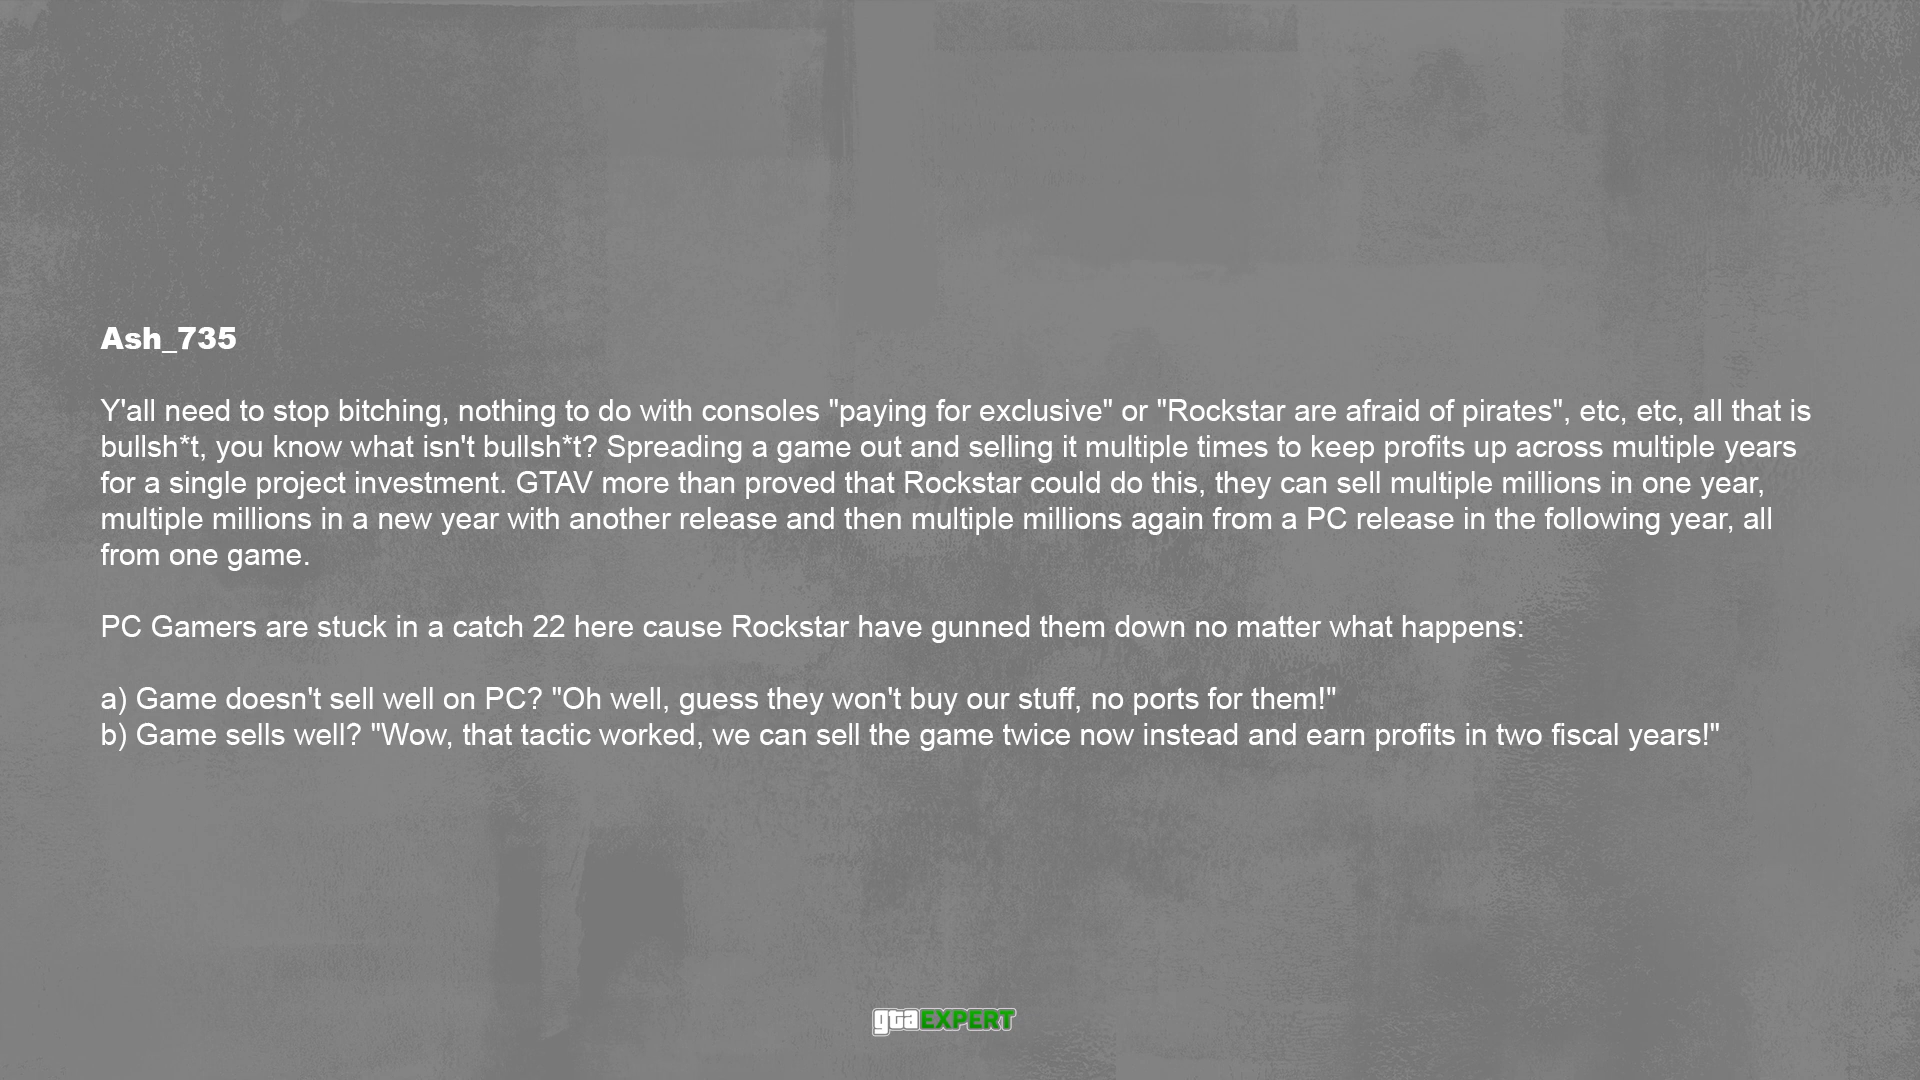 Ash_735
Y'all need to stop bitching, nothing to do with consoles "paying for exclusive" or "Rockstar are afraid of pirates", etc, etc, all that is
bullsh*t, you know what isn't bullsh*t? Spreading a game out and selling it multiple times to keep profits up across multiple years
for a single project investment. GTAV more than proved that Rockstar could do this, they can sell multiple millions in one year,
multiple millions in a new year with another release and then multiple millions again from a PC release in the following year, all
from one game.
PC Gamers are stuck in a catch 22 here cause Rockstar have gunned them down no matter what happens:
a) Game doesn't sell well on PC? "Oh well, guess they won't buy our stuff, no ports for them!"
b) Game sells well? "Wow, that tactic worked, we can sell the game twice now instead and earn profits in two fiscal years!"
gtaEXPERT